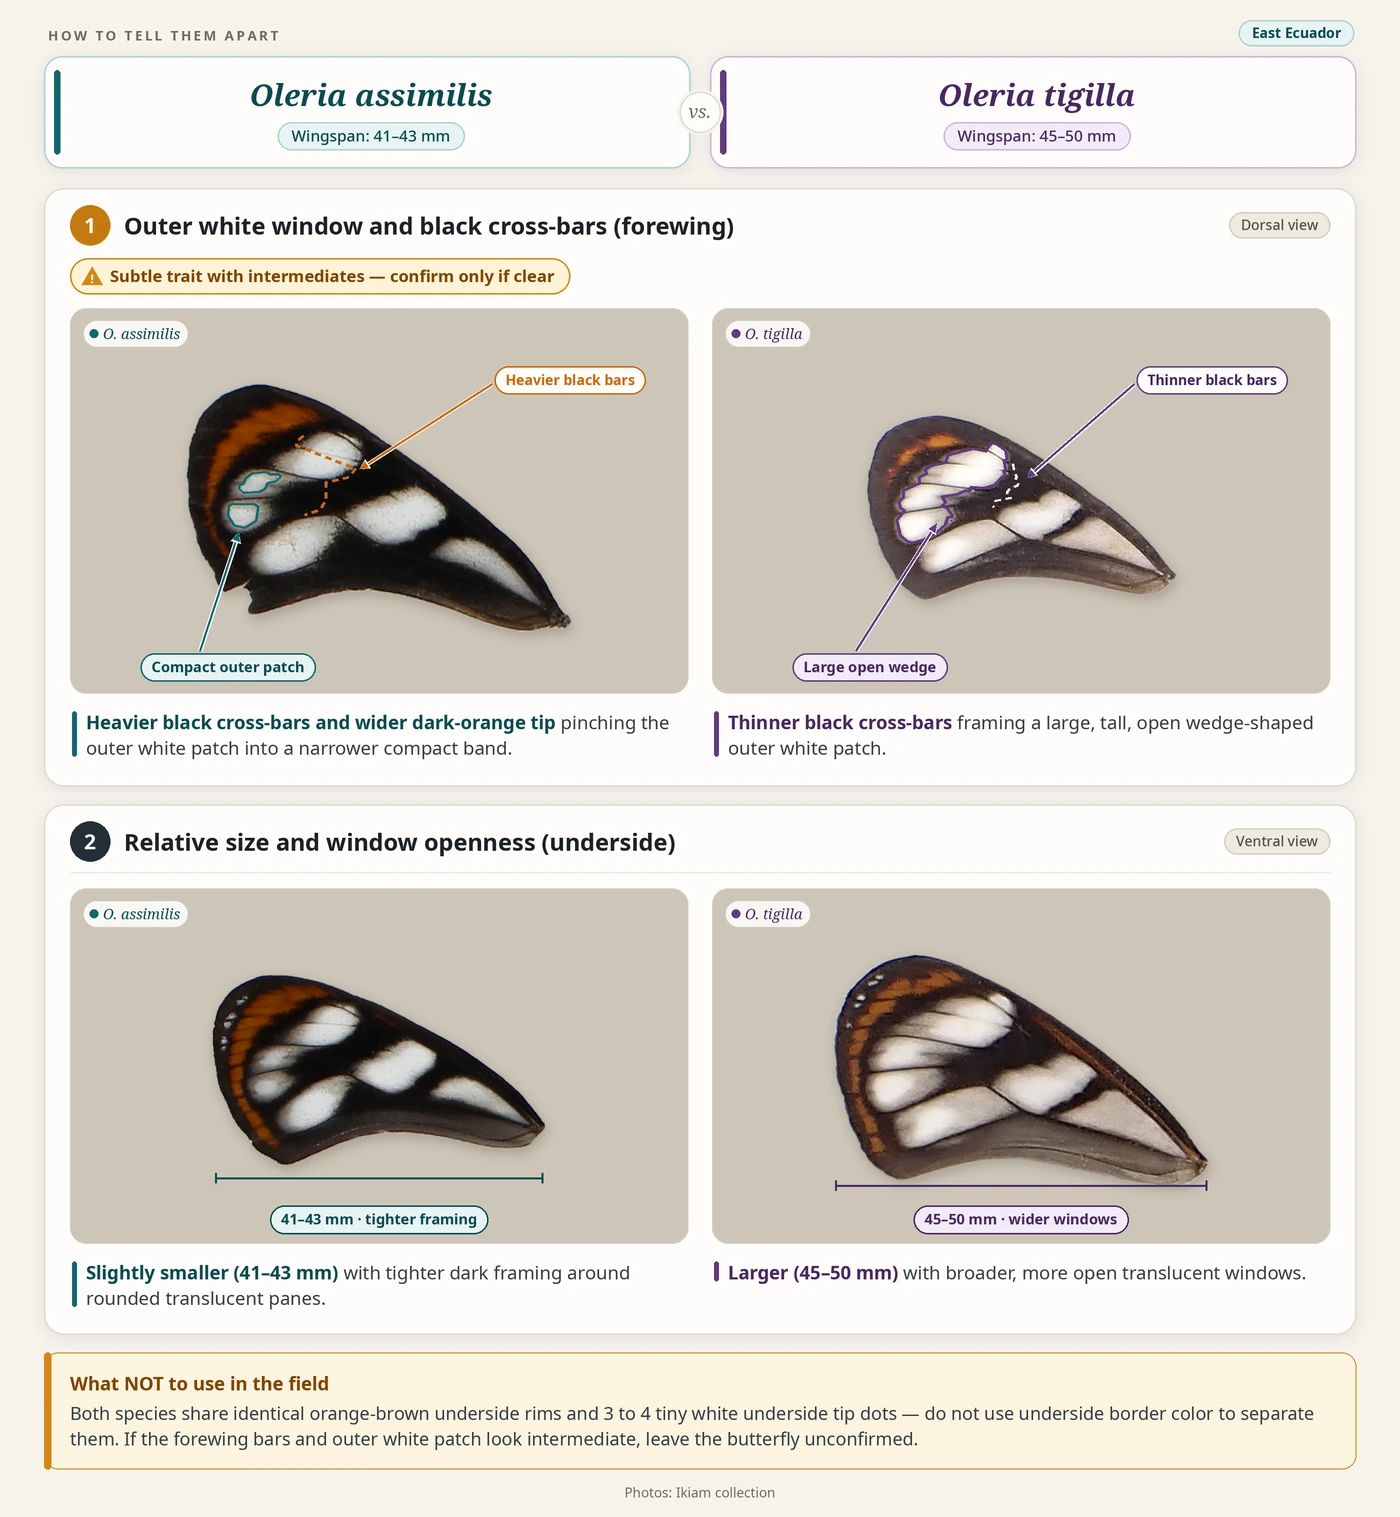 HOW TO TELL THEM APART
East Ecuador
Oleria assimilis
Wingspan: 41–43 mm
vs.
Oleria tigilla
Wingspan: 45–50 mm
1
Outer white window and black cross-bars (forewing)
Dorsal view
Subtle trait with intermediates — confirm only if clear
O. assimilis
Heavier black bars
Compact outer patch
O. tigilla
Thinner black bars
Large open wedge
Heavier black cross-bars and wider dark-orange tip pinching the
outer white patch into a narrower compact band.
Thinner black cross-bars framing a large, tall, open wedge-shaped
outer white patch.
2
Relative size and window openness (underside)
Ventral view
O. assimilis
41–43 mm · tighter framing
O. tigilla
45–50 mm · wider windows
Slightly smaller (41–43 mm) with tighter dark framing around
rounded translucent panes.
Larger (45–50 mm) with broader, more open translucent windows.
What NOT to use in the field
Both species share identical orange-brown underside rims and 3 to 4 tiny white underside tip dots — do not use underside border color to separate
them. If the forewing bars and outer white patch look intermediate, leave the butterfly unconfirmed.
Photos: Ikiam collection